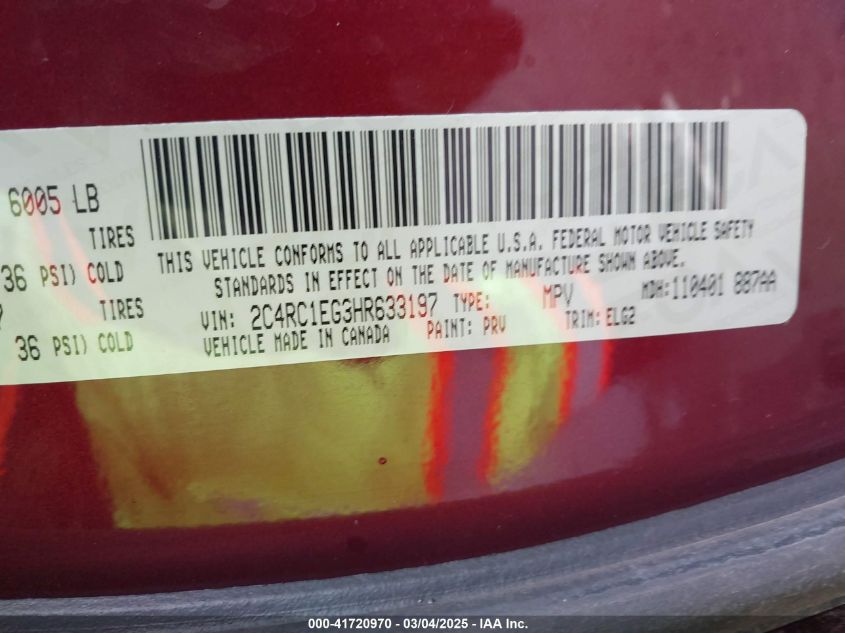 6005 LB
TIRES
36 PSI) COLD
TIRES
36 PSI) COLD
THIS VEHICLE CONFORMS TO ALL APPLICABLE U.S.A. FEDERAL MOTOR VEHICLE SAFETY
STANDARDS IN EFFECT ON THE DATE OF MANUFACTURE SHOWN ABOVE.
VIN: 2C4RC1EG3HR633197 TYPE: MPV MDH:110401 887AA
VEHICLE MADE IN CANADA PAINT: PRV TRIM: ELG2
000-41720970 - 03/04/2025 - IAA Inc.